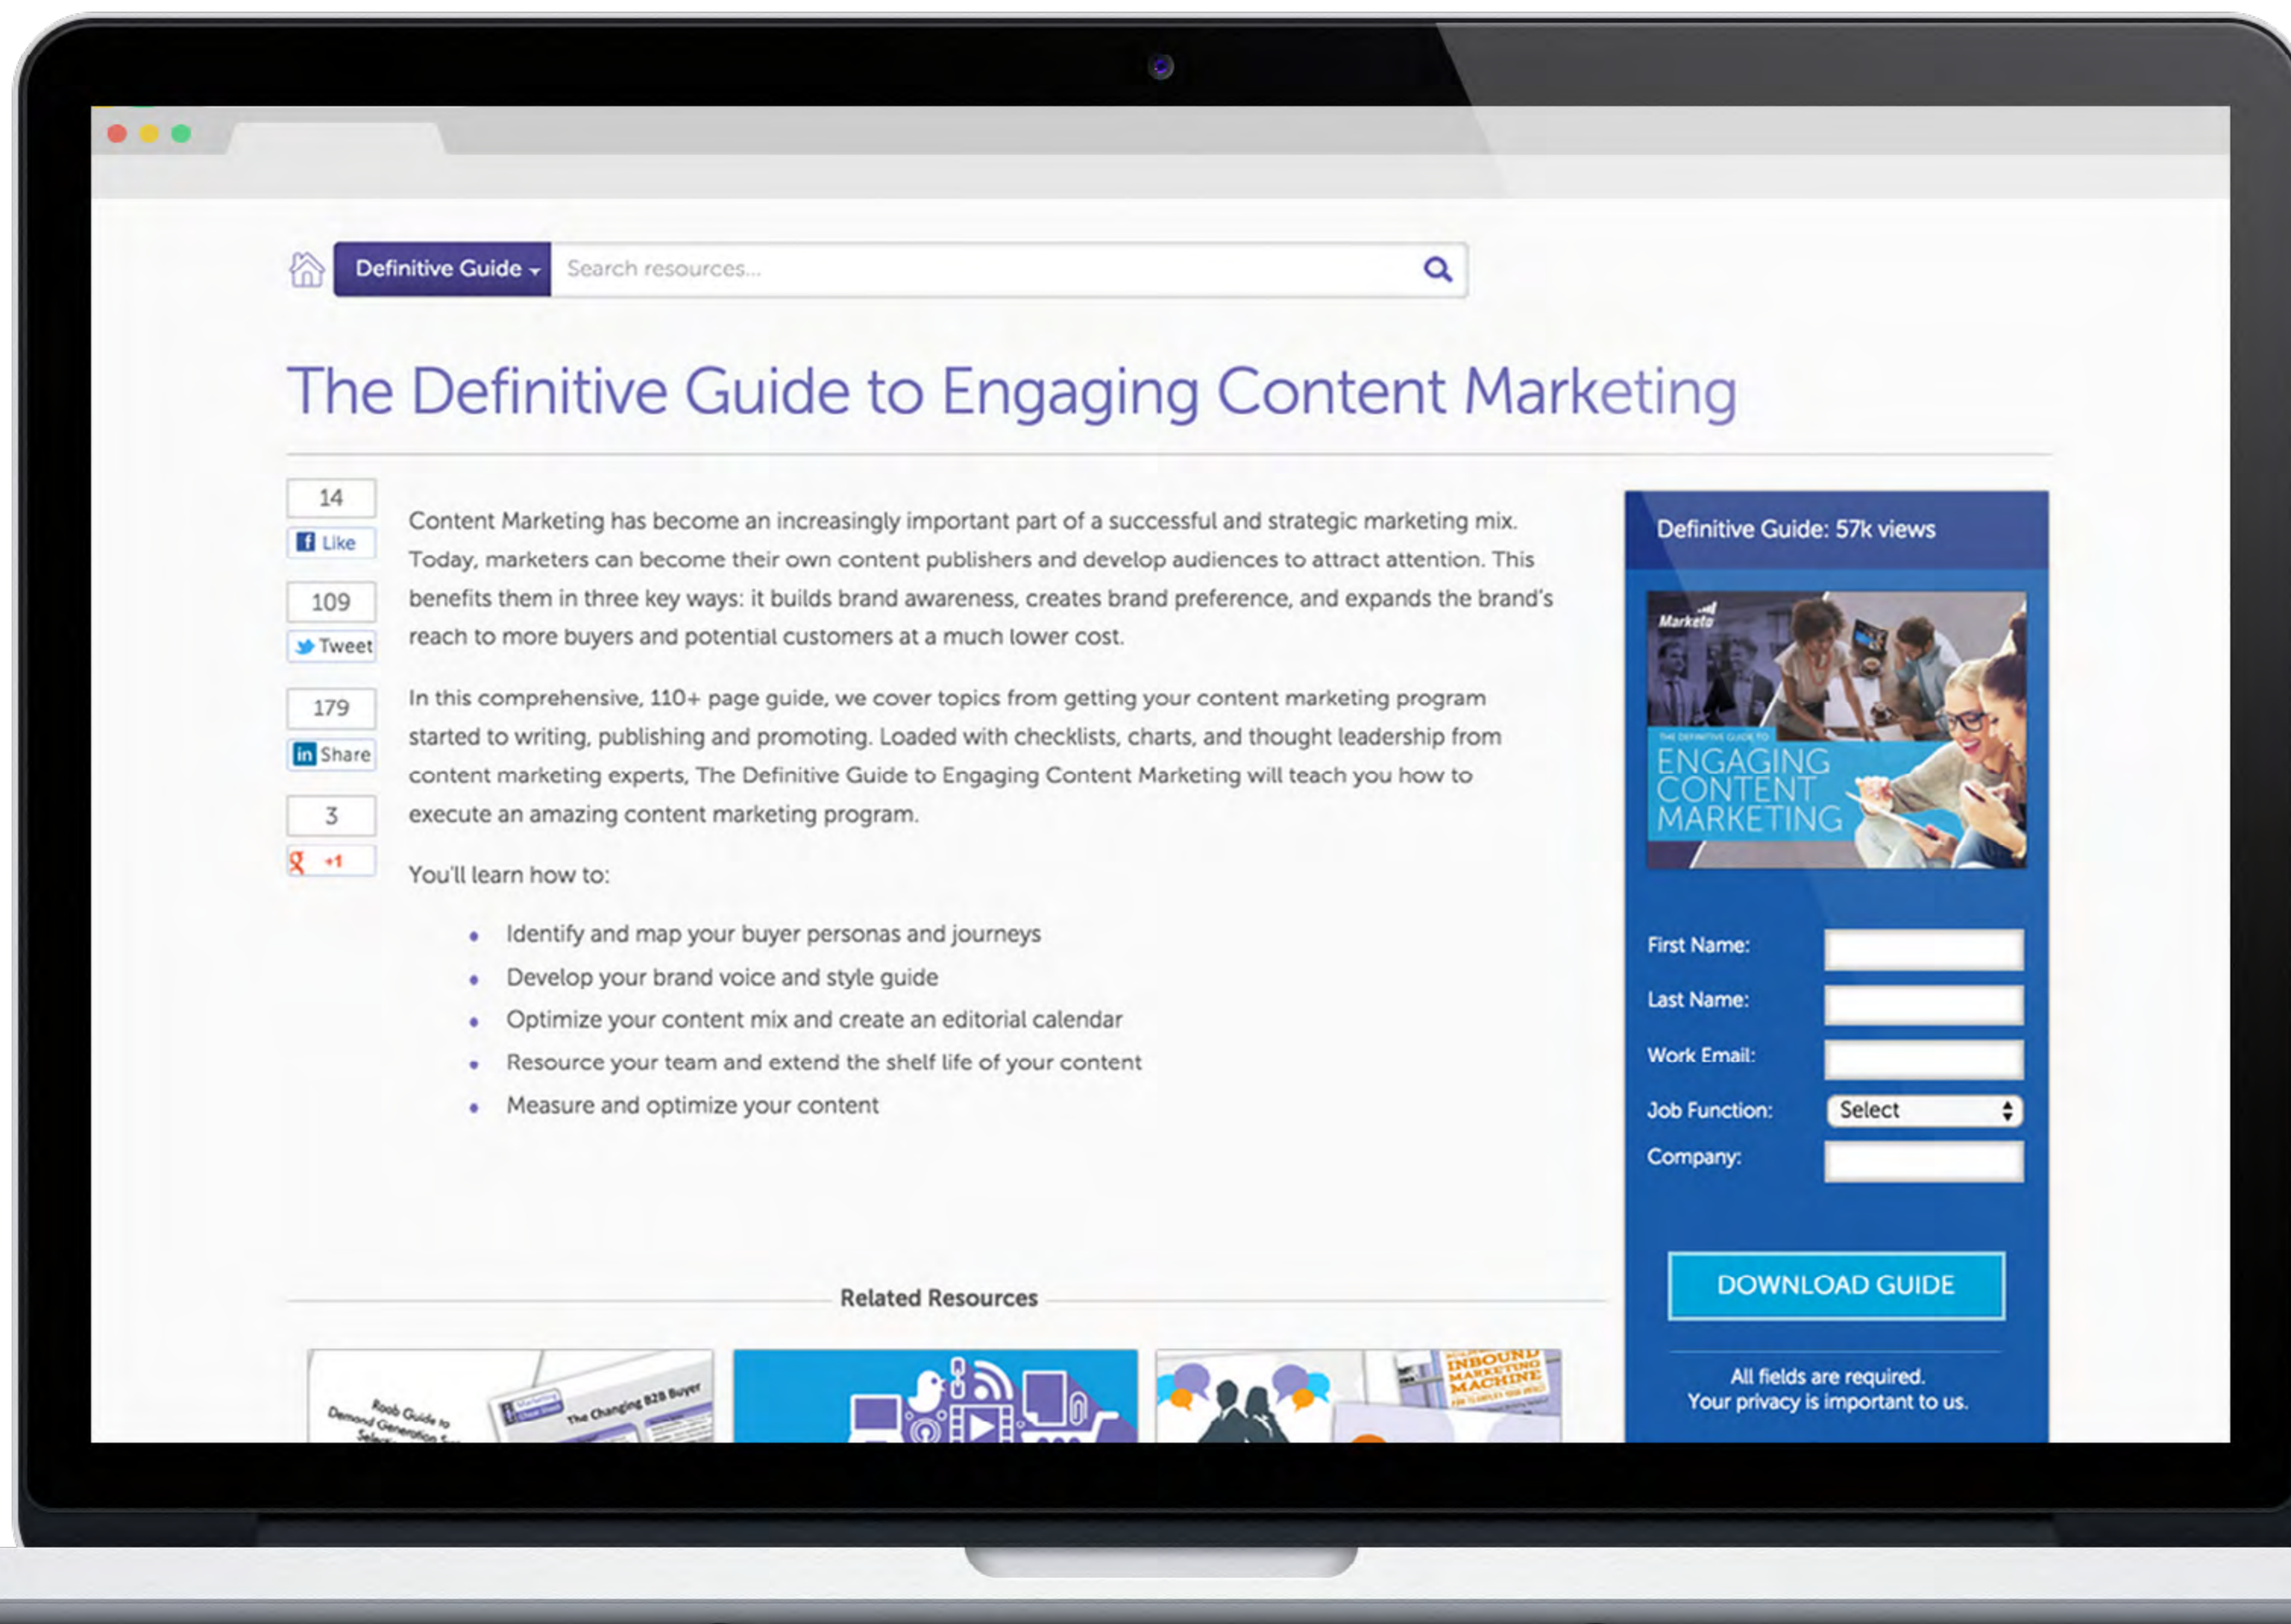 Definitive Guide
Search resources...
The Definitive Guide to Engaging Content Marketing
14
Like
109
Tweet
179
in Share
3
g +1
Content Marketing has become an increasingly important part of a successful and strategic marketing mix.
Today, marketers can become their own content publishers and develop audiences to attract attention. This
benefits them in three key ways: it builds brand awareness, creates brand preference, and expands the brand's
reach to more buyers and potential customers at a much lower cost.
In this comprehensive, 110+ page guide, we cover topics from getting your content marketing program
started to writing, publishing and promoting. Loaded with checklists, charts, and thought leadership from
content marketing experts, The Definitive Guide to Engaging Content Marketing will teach you how to
execute an amazing content marketing program.
You'll learn how to:
• Identify and map your buyer personas and journeys
• Develop your brand voice and style guide
• Optimize your content mix and create an editorial calendar
• Resource your team and extend the shelf life of your content
• Measure and optimize your content
Definitive Guide: 57k views
Marketo
THE DEFINITIVE GUIDE TO
ENGAGING
CONTENT
MARKETING
First Name:
Last Name:
Work Email:
Job Function: Select
Company:
DOWNLOAD GUIDE
All fields are required.
Your privacy is important to us.
Related Resources
Raab Guide to
Demand Generation
The Changing B2B Buyer
INBOUND
MARKETING
MACHINE